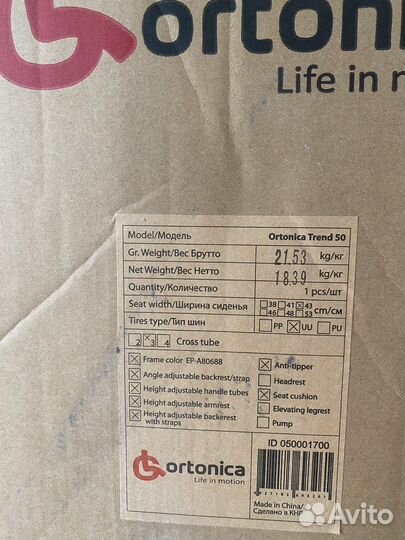 ortonica
Life in m
Model/Модель Ortonica Trend 50
Gr. Weight/Вес Брутто 21.53 kg/кг
Net Weight/Вес Нетто 18.39 kg/кг
Quantity/Количество 1 pcs/шт
Seat width/Ширина сиденья 38 41 43 46 48 53 cm/см
Tires type/Тип шин PP UU PU
2 3 4 Cross tube
Frame color EP-A80688
Angle adjustable backrest/strap
Height adjustable handle tubes
Height adjustable armrest
Height adjustable backerest with straps
Anti-tipper
Headrest
Seat cushion
Elevating legrest
Pump
ID 050001700
ortonica
Life in motion
Made in China/
Сделано в КНР
Avito